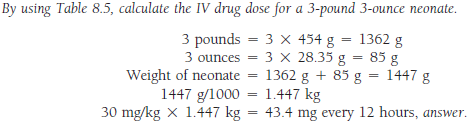 By using Table 8.5, calculate the IV drug dose for a 3-pound 3-ounce neonate.
3 pounds = 3 × 454 g = 1362 g
3 ounces = 3 × 28.35 g = 85 g
Weight of neonate = 1362 g + 85 g = 1447 g
1447 g/1000 = 1.447 kg
30 mg/kg × 1.447 kg = 43.4 mg every 12 hours, answer.